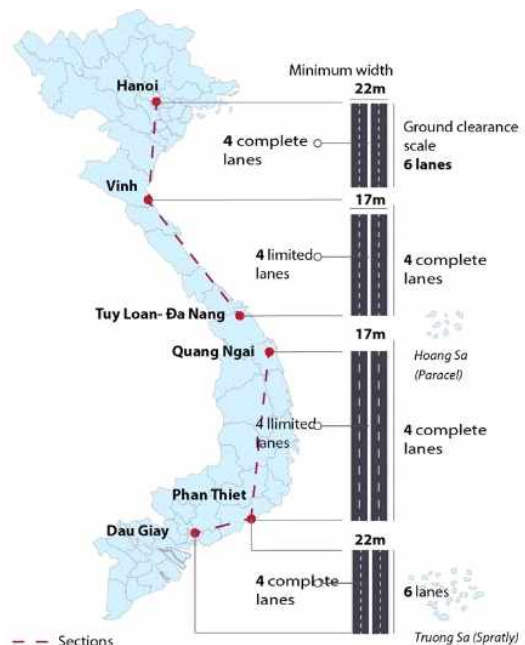 Hanoi
Minimum width
22m
4 complete
lanes
Ground clearance
scale
6 lanes
Vinh
17m
4 limited
lanes
4 complete
lanes
Tuy Loan- Đa Nang
17m
Quang Ngai
Hoang Sa
(Paracel)
4 llimited
lanes
4 complete
lanes
Phan Thiet
Dau Giay
22m
4 complete
lanes
6 lanes
Sections
Truong Sa (Spratly)